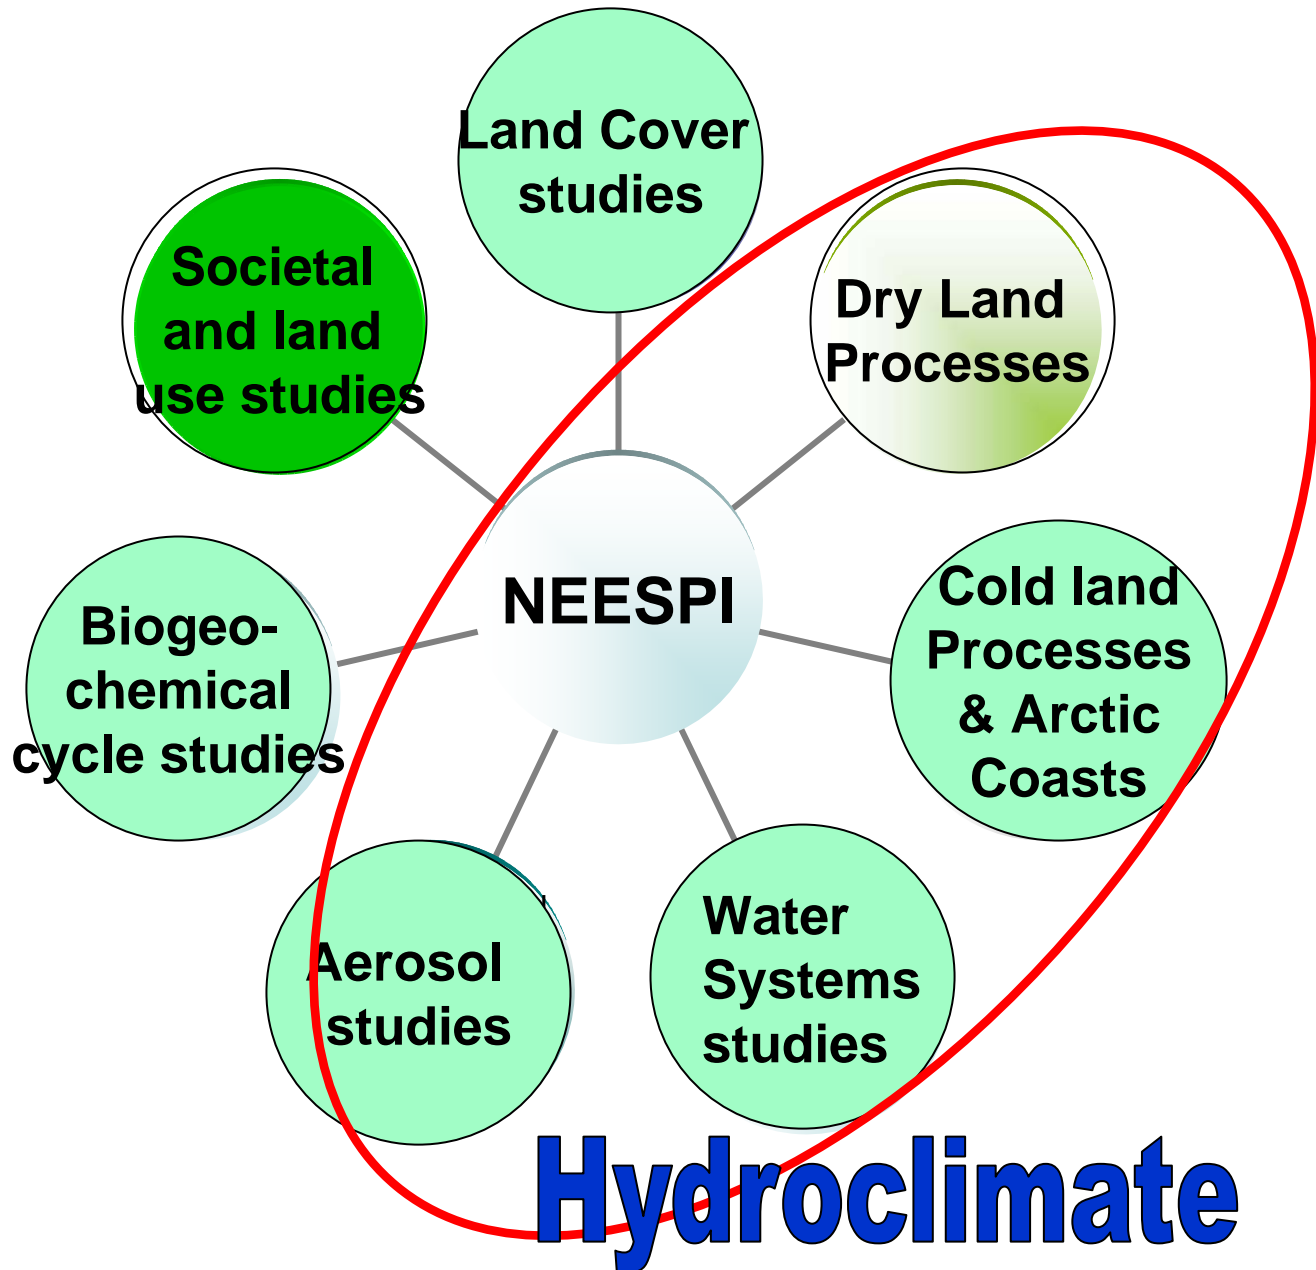 Land Cover
studies
Societal
and land
use studies
Dry Land
Processes
NEESPI
Cold land
Processes
& Arctic
Coasts
Biogeo-
chemical
cycle studies
Water
Systems
studies
Aerosol
studies
Hydroclimate